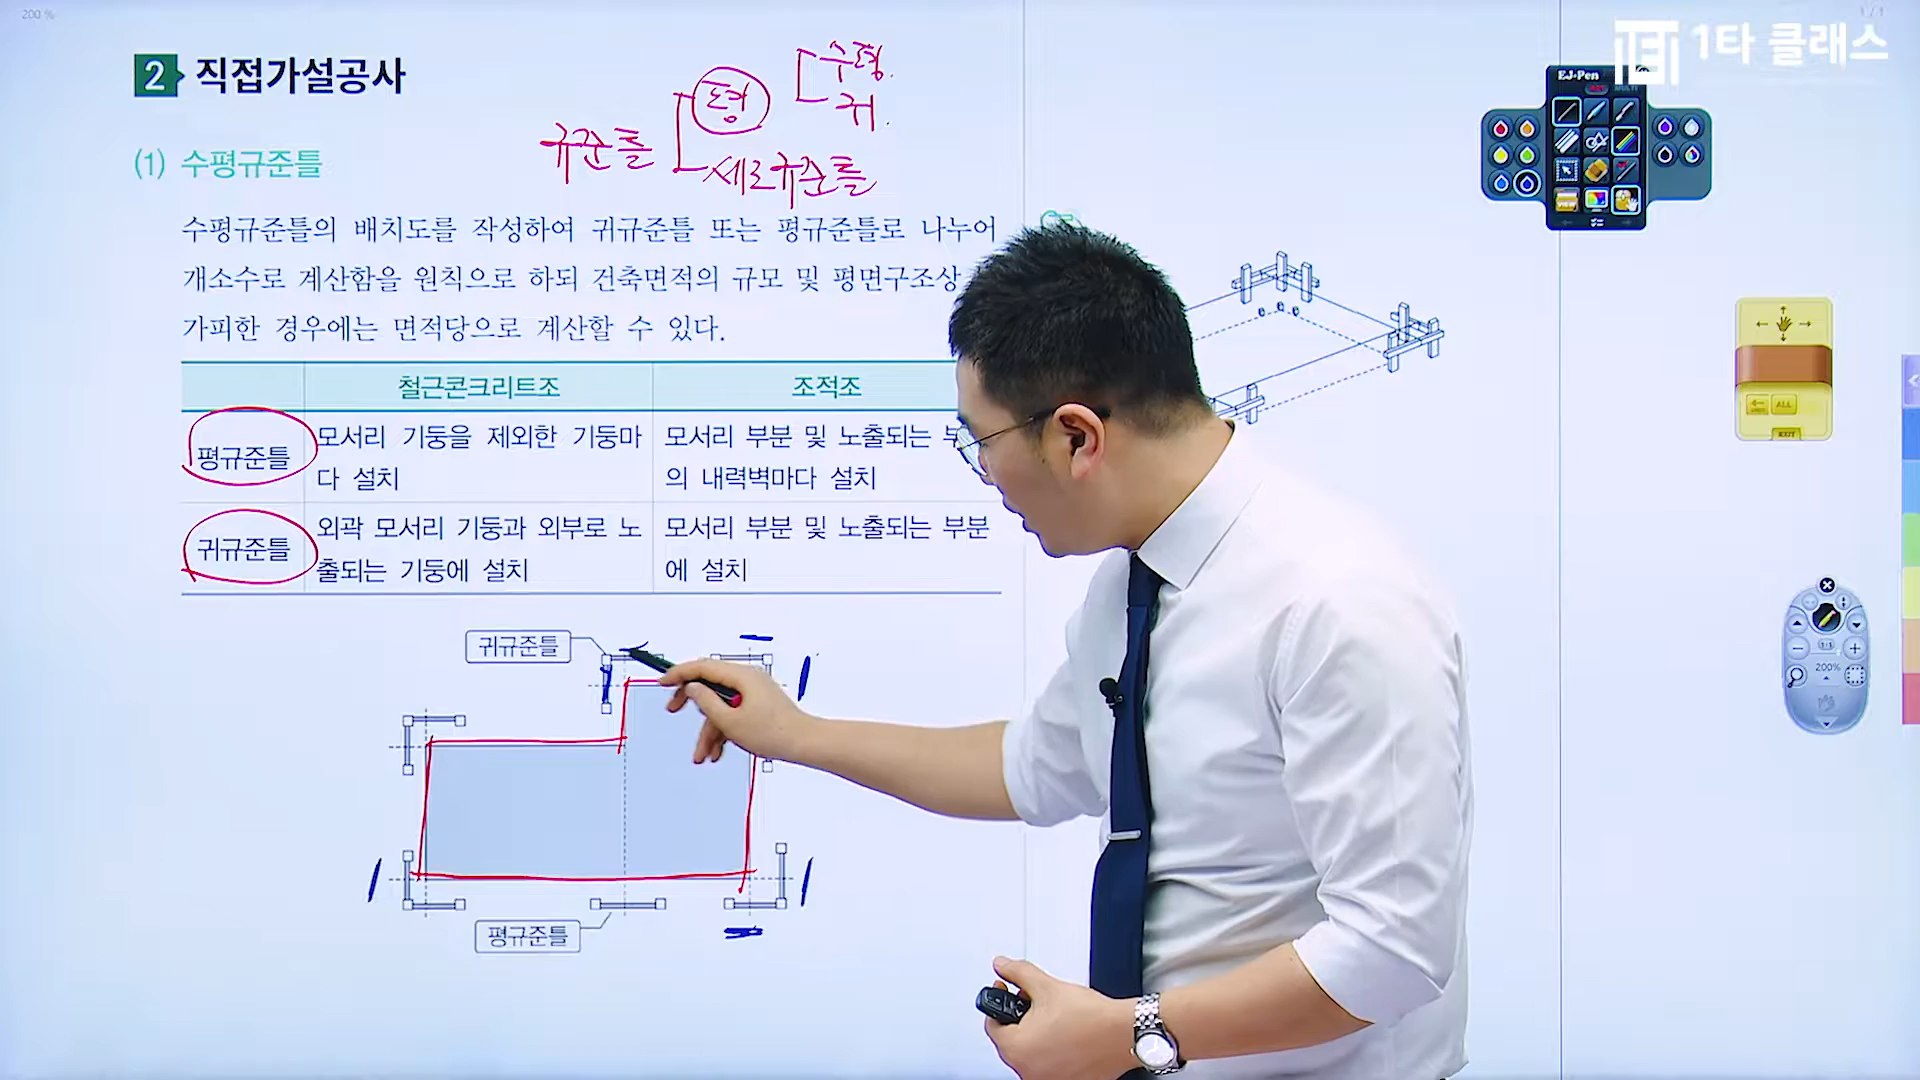 200 %
1 / 1
1타 클래스
2 직접가설공사
규준틀
평
수평.
귀.
세로규준틀
(1) 수평규준틀
수평규준틀의 배치도를 작성하여 귀규준틀 또는 평규준틀로 나누어
개소수로 계산함을 원칙으로 하되 건축면적의 규모 및 평면구조상
가피한 경우에는 면적당으로 계산할 수 있다.
철근콘크리트조 조적조
평규준틀 모서리 기둥을 제외한 기둥마 모서리 부분 및 노출되는
다 설치 의 내력벽마다 설치
귀규준틀 외곽 모서리 기둥과 외부로 노 모서리 부분 및 노출되는 부분
출되는 기둥에 설치 에 설치
귀규준틀
평규준틀
EJ-Pen
MULTI
VIEW
ALL
EXIT
200%